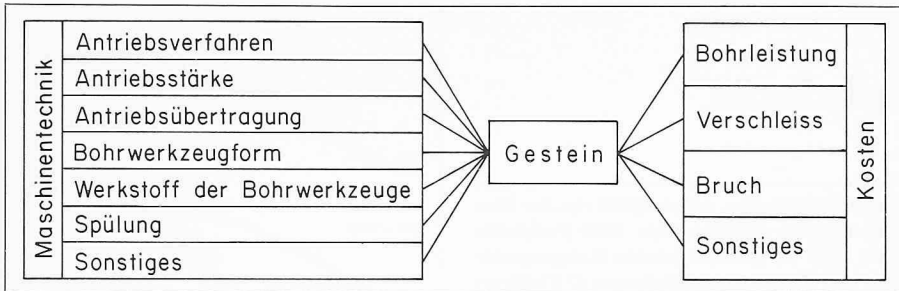 Maschinentechnik
Antriebsverfahren
Antriebsstärke
Antriebsübertragung
Bohrwerkzeugform
Werkstoff der Bohrwerkzeuge
Spülung
Sonstiges
Gestein
Bohrleistung
Verschleiss
Bruch
Sonstiges
Kosten